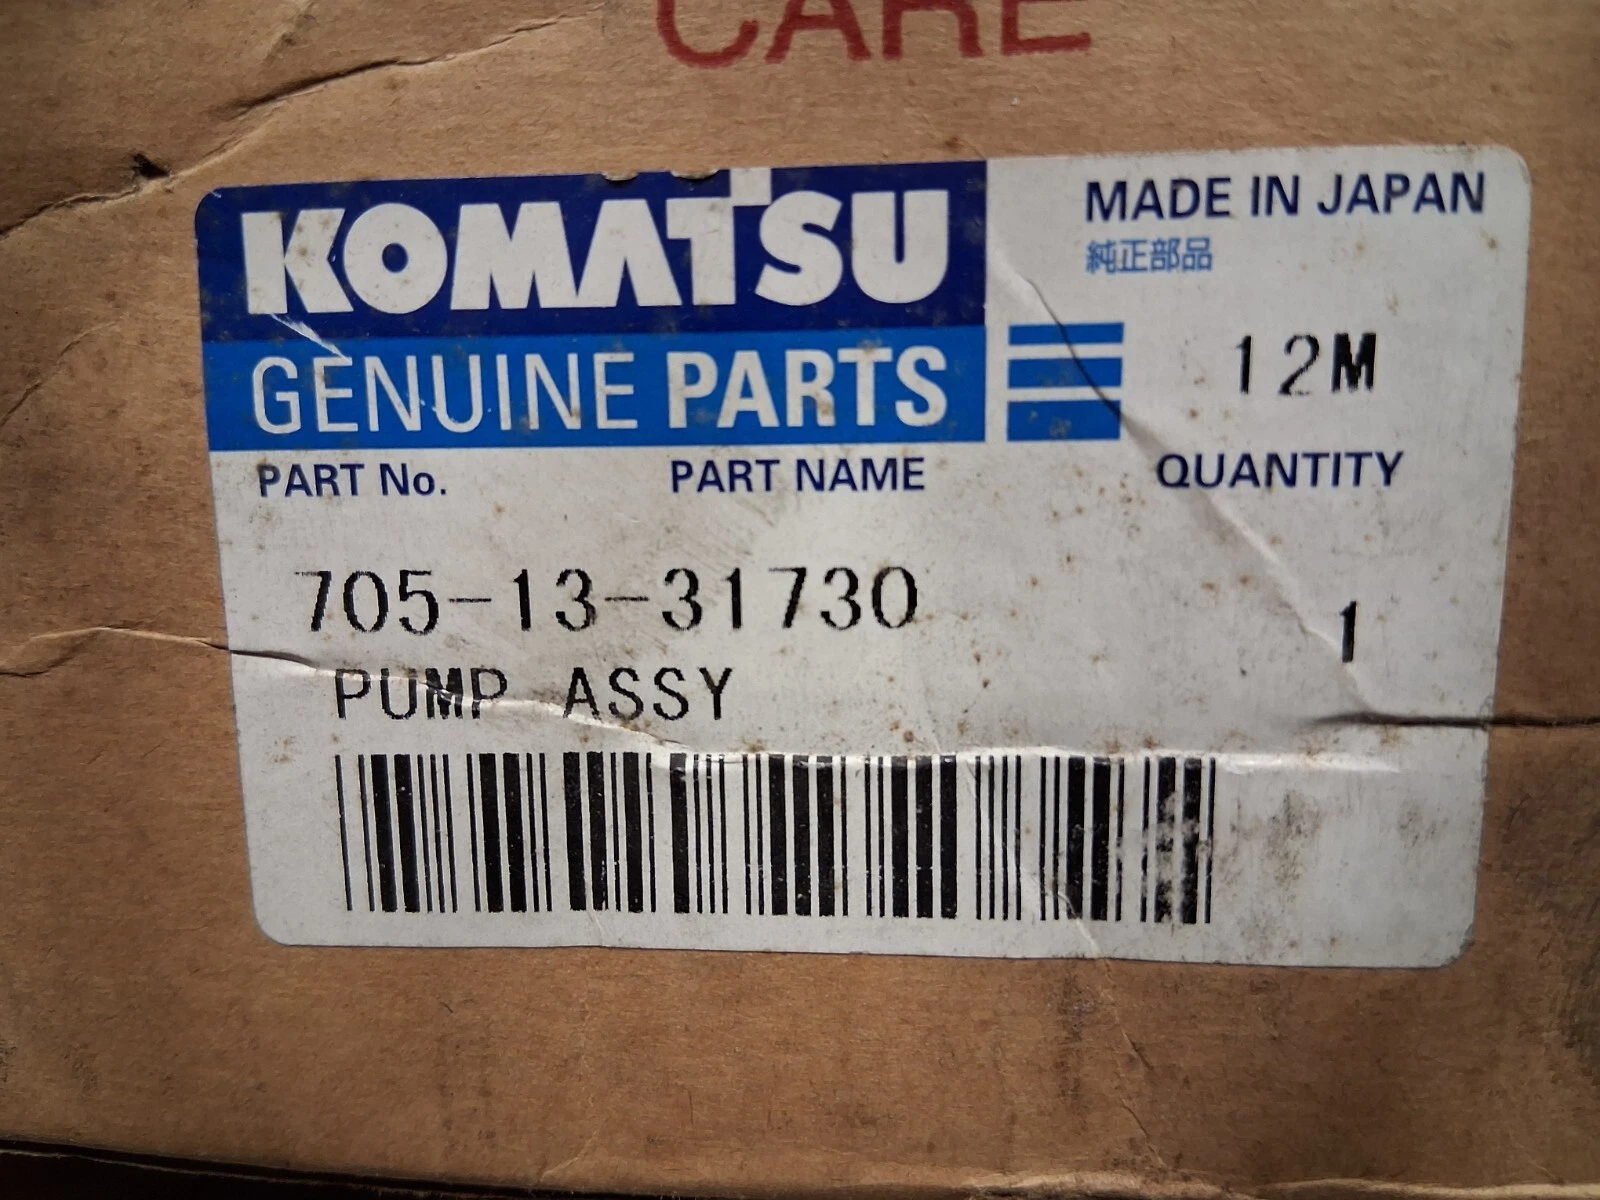 CARE
KOMATSU
MADE IN JAPAN
純正部品
GENUINE PARTS
12M
PART No. PART NAME QUANTITY
705-13-31730 1
PUMP ASSY